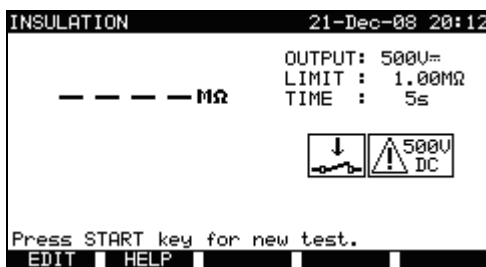 INSULATION 21-Dec-08 20:12
OUTPUT: 500V⎓
LIMIT : 1.00MΩ
TIME : 5s
– – – – MΩ
500V
DC
Press START key for new test.
EDIT HELP